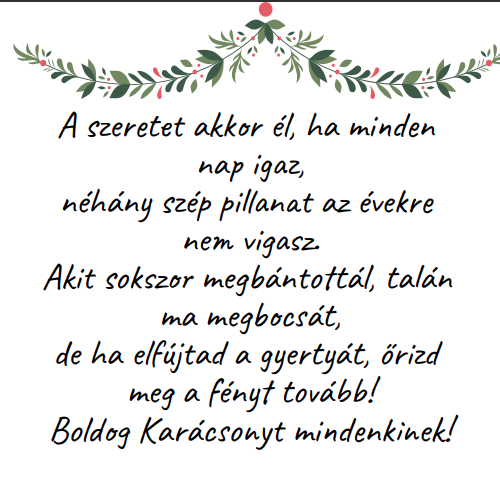 A szeretet akkor él, ha minden
nap igaz,
néhány szép pillanat az évekre
nem vigasz.
Akit sokszor megbántottál, talán
ma megbocsát,
de ha elfújtad a gyertyát, őrizd
meg a fényt tovább!
Boldog Karácsonyt mindenkinek!